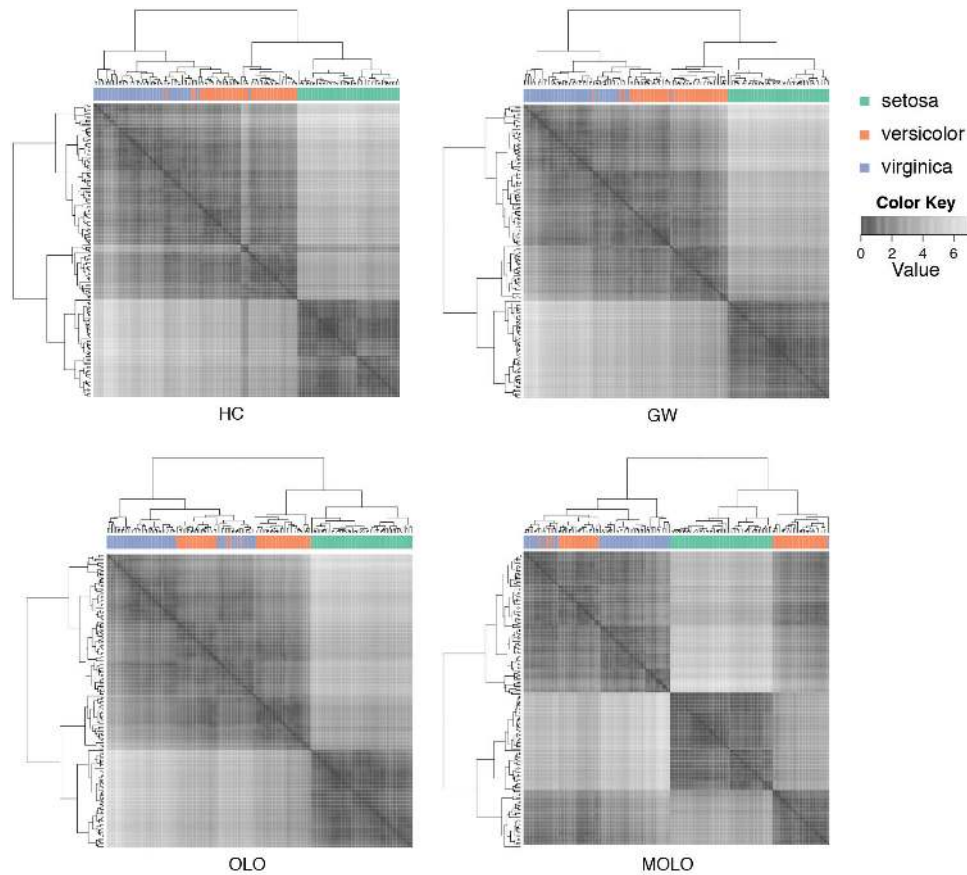 setosa
versicolor
virginica
Color Key
0 2 4 6
Value
HC
GW
OLO
MOLO